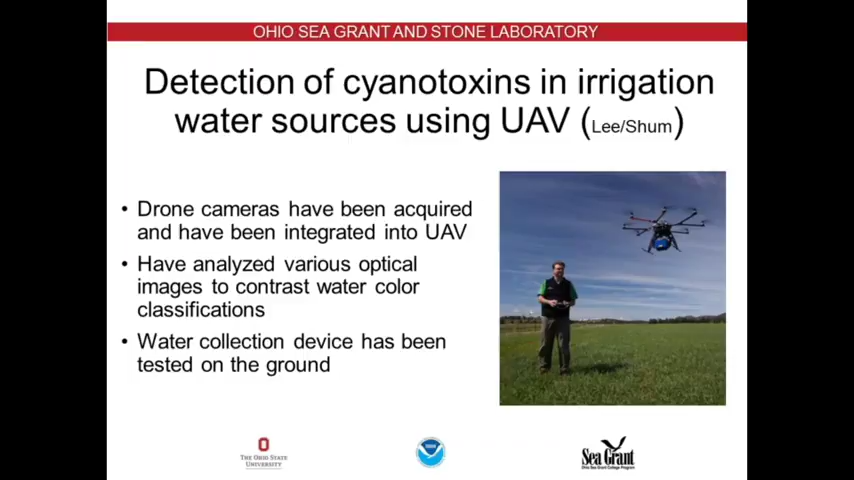 OHIO SEA GRANT AND STONE LABORATORY
Detection of cyanotoxins in irrigation
water sources using UAV (Lee/Shum)
• Drone cameras have been acquired
and have been integrated into UAV
• Have analyzed various optical
images to contrast water color
classifications
• Water collection device has been
tested on the ground
THE OHIO STATE
UNIVERSITY
Sea Grant
Ohio Sea Grant College Program